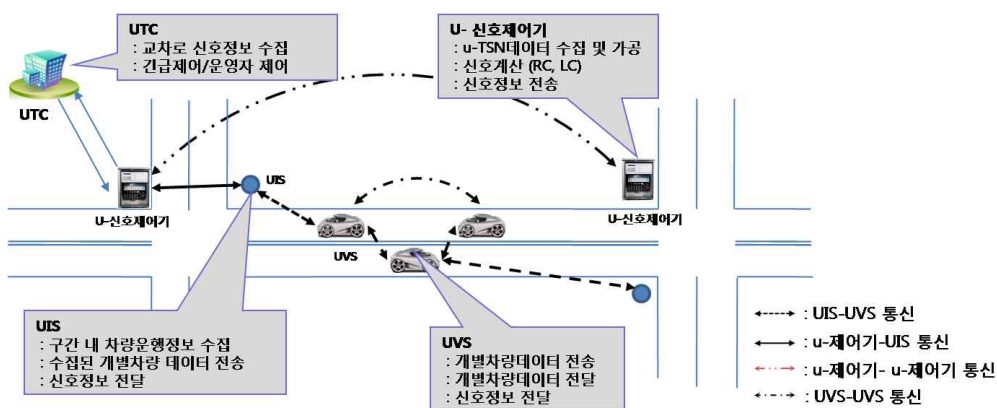 UTC
: 교차로 신호정보 수집
: 긴급제어/운영자 제어
U- 신호제어기
: u-TSN데이터 수집 및 가공
: 신호계산 (RC, LC)
: 신호정보 전송
UTC
UIS
U-신호제어기
U-신호제어기
UVS
UIS
: 구간 내 차량운행정보 수집
: 수집된 개별차량 데이터 전송
: 신호정보 전달
UVS
: 개별차량데이터 전송
: 개별차량데이터 전달
: 신호정보 전달
: UIS-UVS 통신
: u-제어기-UIS 통신
: u-제어기- u-제어기 통신
: UVS-UVS 통신